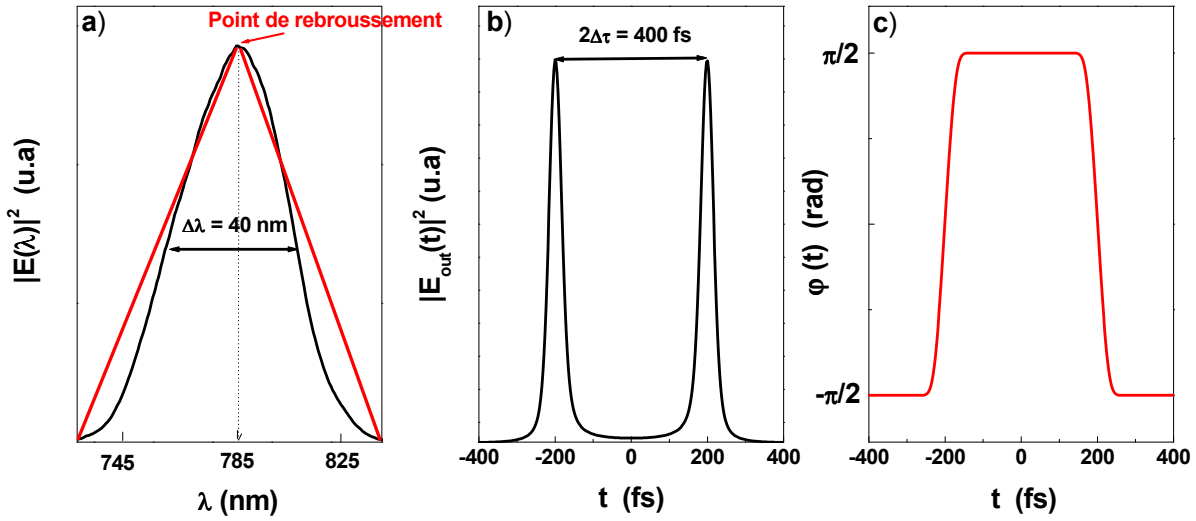 a)
Point de rebroussement
Δλ = 40 nm
|E(λ)|² (u.a)
745
785
825
λ (nm)
b)
2Δτ = 400 fs
|E_out(t)|² (u.a)
-400
-200
0
200
400
t (fs)
c)
π/2
-π/2
φ (t) (rad)
-400
-200
0
200
400
t (fs)